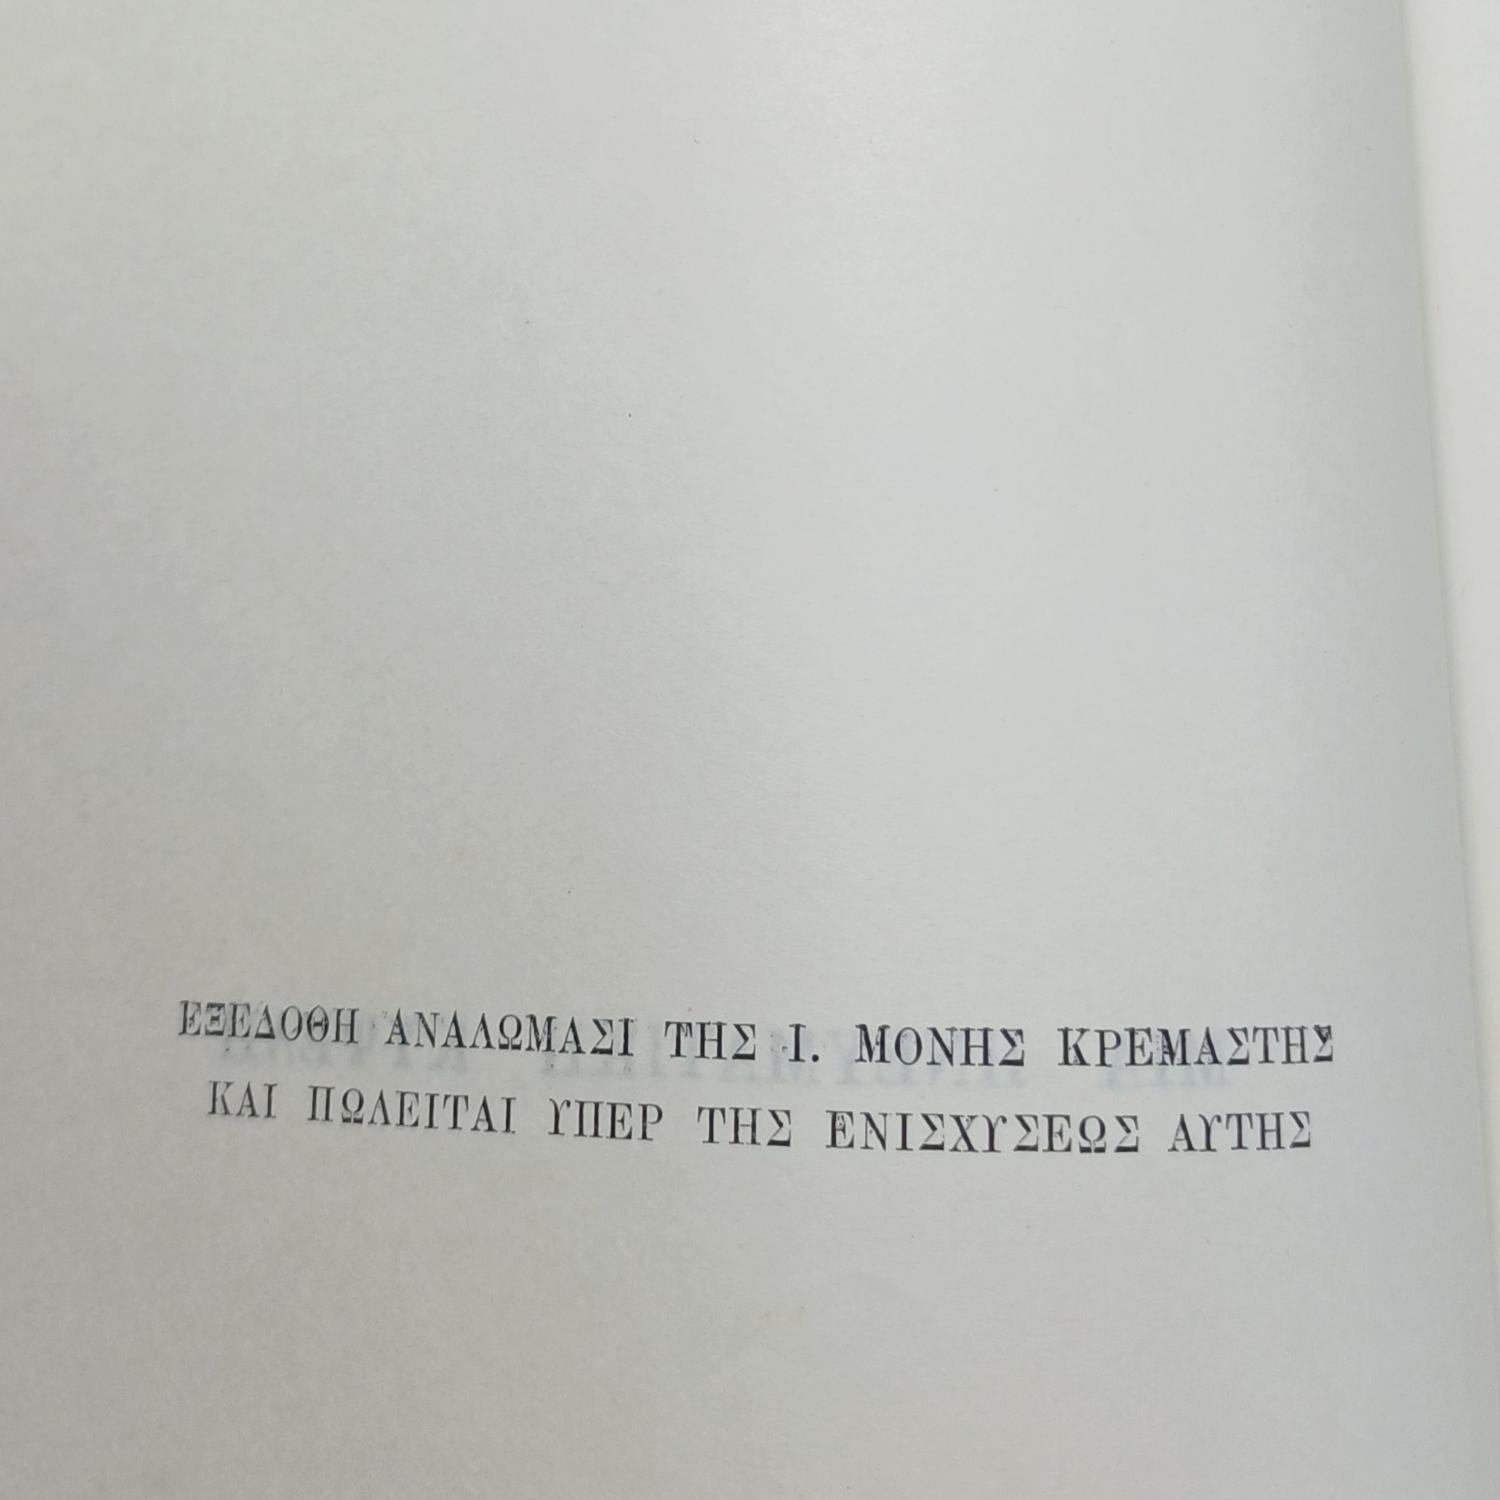 ΕΞΕΔΟΘΗ ΑΝΑΛΩΜΑΣΙ ΤΗΣ Ι. ΜΟΝΗΣ ΚΡΕΜΑΣΤΗΣ
ΚΑΙ ΠΩΛΕΙΤΑΙ ΥΠΕΡ ΤΗΣ ΕΝΙΣΧΥΣΕΩΣ ΑΥΤΗΣ